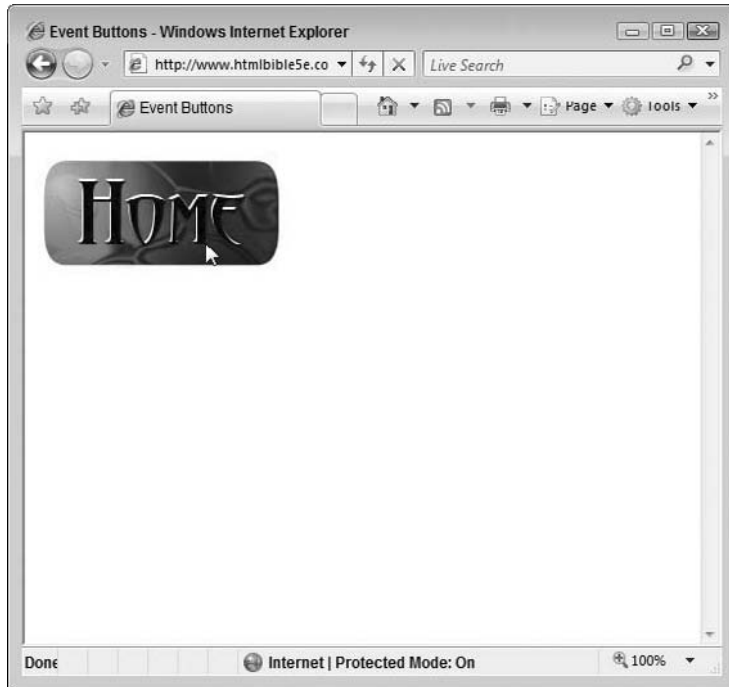 Event Buttons - Windows Internet Explorer
http://www.htmlbible5e.co
Live Search
Event Buttons
Page
Tools
HOME
Done
Internet | Protected Mode: On
100%